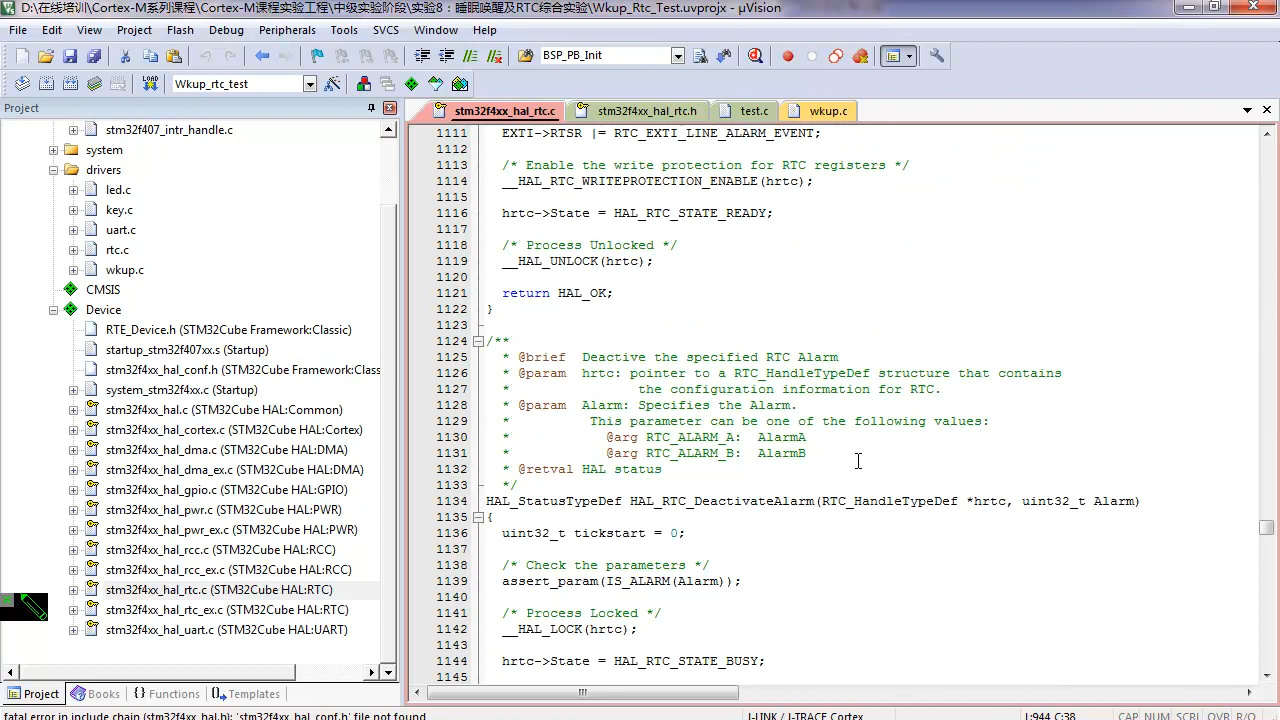 D:\在线培训\Cortex-M系列课程\Cortex-M课程实验工程\中级实验阶段\实验8：睡眠唤醒及RTC综合实验\Wkup_Rtc_Test.uvprojx - µVision
File Edit View Project Flash Debug Peripherals Tools SVCS Window Help
BSP_PB_Init
LOAD Wkup_rtc_test
Project
stm32f407_intr_handle.c
system
drivers
led.c
key.c
uart.c
rtc.c
wkup.c
CMSIS
Device
RTE_Device.h (STM32Cube Framework:Classic)
startup_stm32f407xx.s (Startup)
stm32f4xx_hal_conf.h (STM32Cube Framework:Class
system_stm32f4xx.c (Startup)
stm32f4xx_hal.c (STM32Cube HAL:Common)
stm32f4xx_hal_cortex.c (STM32Cube HAL:Cortex)
stm32f4xx_hal_dma.c (STM32Cube HAL:DMA)
stm32f4xx_hal_dma_ex.c (STM32Cube HAL:DMA)
stm32f4xx_hal_gpio.c (STM32Cube HAL:GPIO)
stm32f4xx_hal_pwr.c (STM32Cube HAL:PWR)
stm32f4xx_hal_pwr_ex.c (STM32Cube HAL:PWR)
stm32f4xx_hal_rcc.c (STM32Cube HAL:RCC)
stm32f4xx_hal_rcc_ex.c (STM32Cube HAL:RCC)
stm32f4xx_hal_rtc.c (STM32Cube HAL:RTC)
stm32f4xx_hal_rtc_ex.c (STM32Cube HAL:RTC)
stm32f4xx_hal_uart.c (STM32Cube HAL:UART)
Project Books Functions Templates
stm32f4xx_hal_rtc.c stm32f4xx_hal_rtc.h test.c wkup.c
1111 EXTI->RTSR |= RTC_EXTI_LINE_ALARM_EVENT;
1112
1113 /* Enable the write protection for RTC registers */
1114 __HAL_RTC_WRITEPROTECTION_ENABLE(hrtc);
1115
1116 hrtc->State = HAL_RTC_STATE_READY;
1117
1118 /* Process Unlocked */
1119 __HAL_UNLOCK(hrtc);
1120
1121 return HAL_OK;
1122 }
1123
1124 /**
1125 * @brief Deactive the specified RTC Alarm
1126 * @param hrtc: pointer to a RTC_HandleTypeDef structure that contains
1127 * the configuration information for RTC.
1128 * @param Alarm: Specifies the Alarm.
1129 * This parameter can be one of the following values:
1130 * @arg RTC_ALARM_A: AlarmA
1131 * @arg RTC_ALARM_B: AlarmB
1132 * @retval HAL status
1133 */
1134 HAL_StatusTypeDef HAL_RTC_DeactivateAlarm(RTC_HandleTypeDef *hrtc, uint32_t Alarm)
1135 {
1136 uint32_t tickstart = 0;
1137
1138 /* Check the parameters */
1139 assert_param(IS_ALARM(Alarm));
1140
1141 /* Process Locked */
1142 __HAL_LOCK(hrtc);
1143
1144 hrtc->State = HAL_RTC_STATE_BUSY;
1145
fatal error in include chain (stm32f4xx_hal.h): 'stm32f4xx_hal_conf.h' file not found J-LINK / J-TRACE Cortex L:944 C:38 CAP NUM SCRL OVR R/O